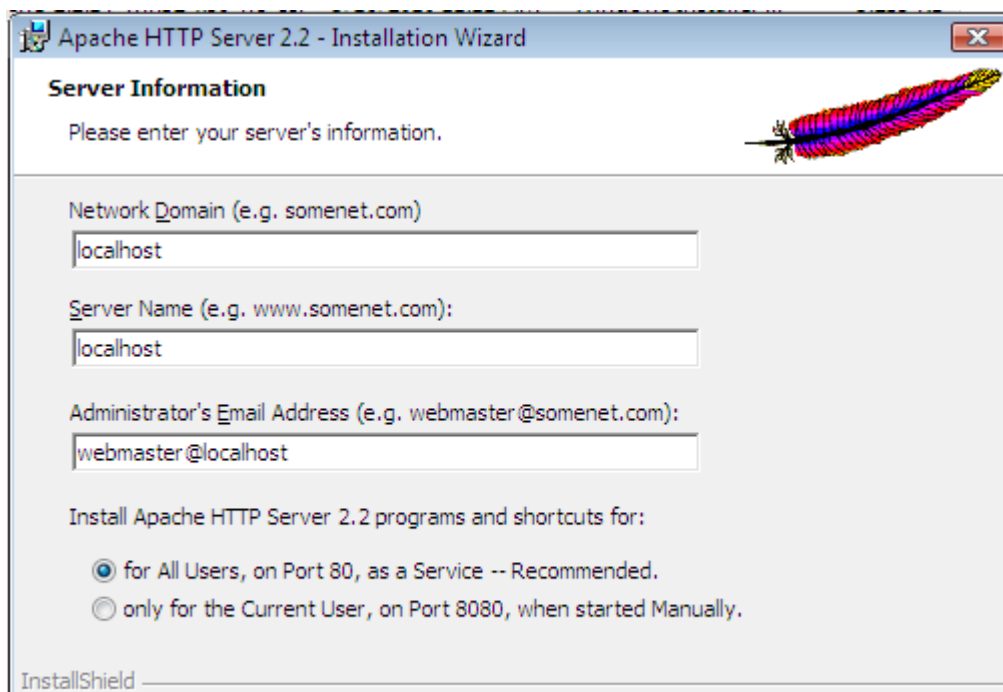 Apache HTTP Server 2.2 - Installation Wizard
Server Information
Please enter your server's information.
Network Domain (e.g. somenet.com)
localhost
Server Name (e.g. www.somenet.com):
localhost
Administrator's Email Address (e.g. webmaster@somenet.com):
webmaster@localhost
Install Apache HTTP Server 2.2 programs and shortcuts for:
for All Users, on Port 80, as a Service -- Recommended.
only for the Current User, on Port 8080, when started Manually.
InstallShield